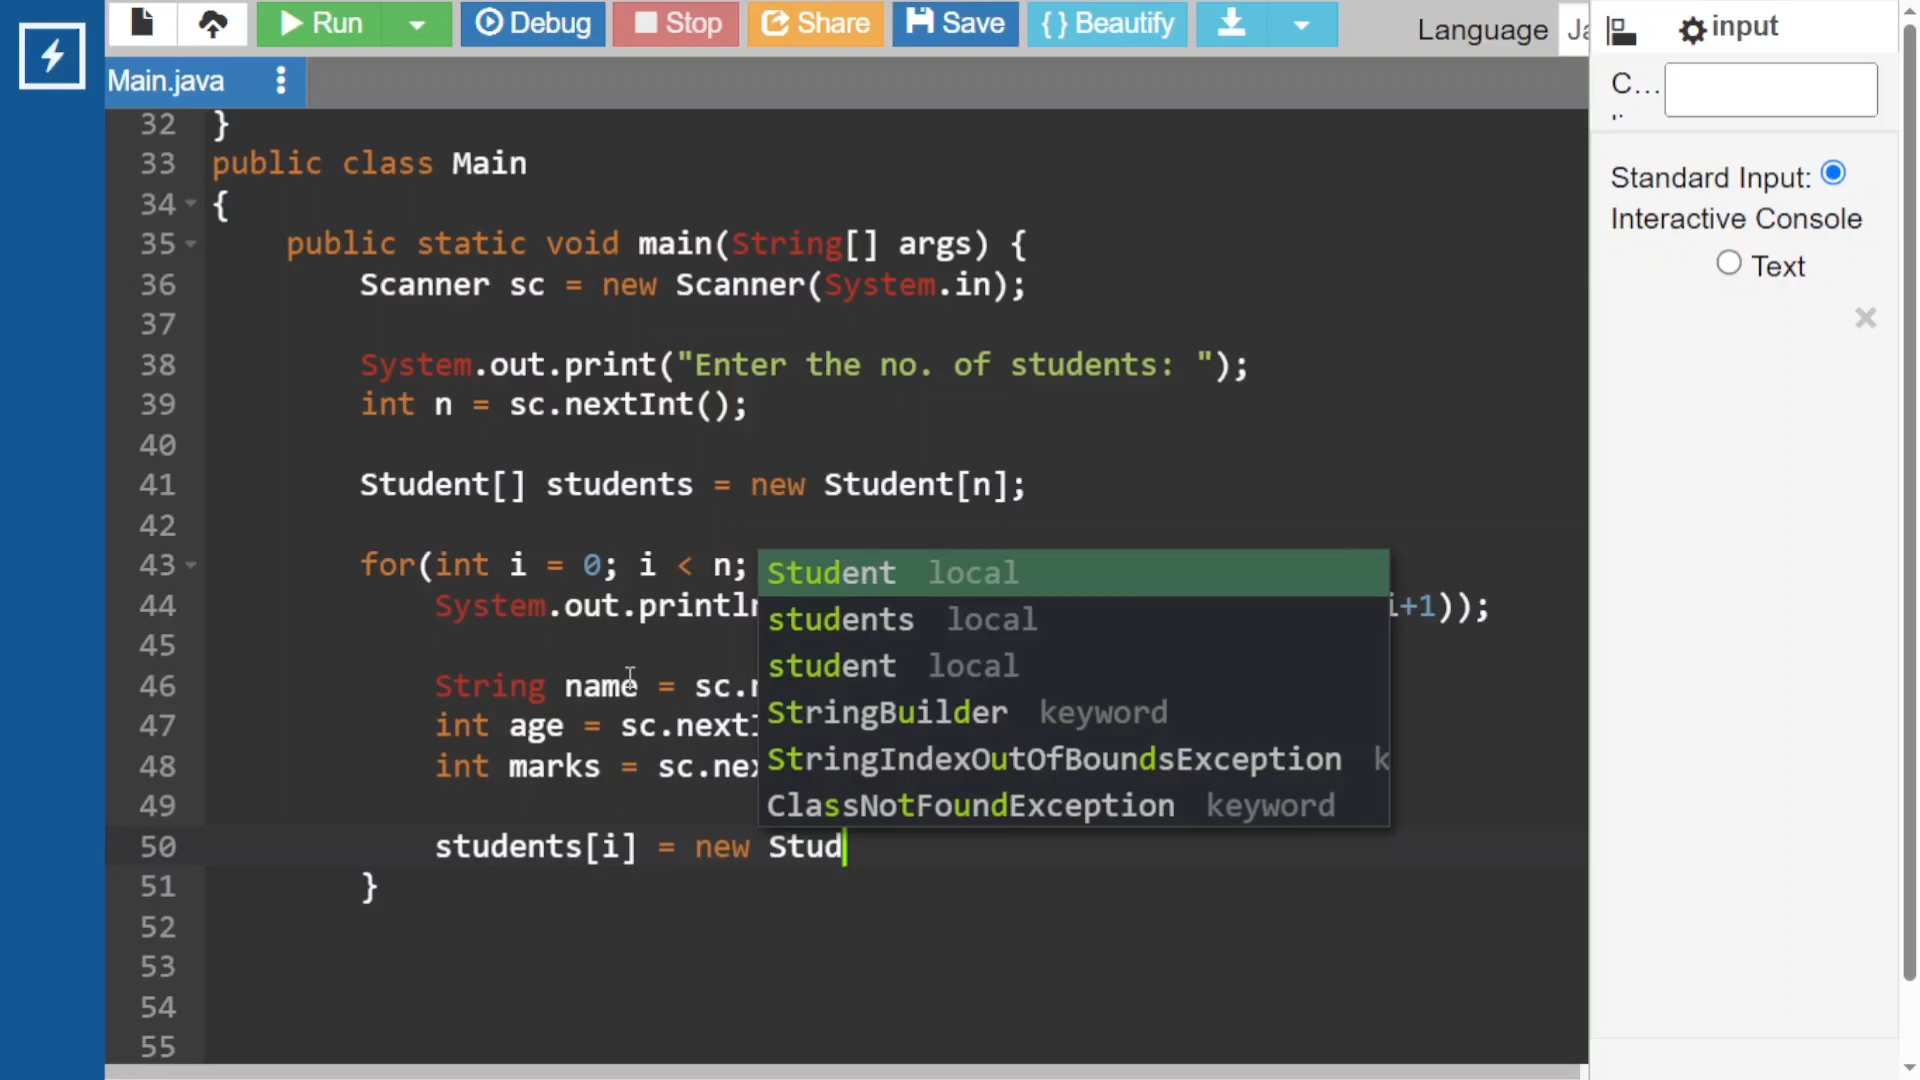 Run Debug Stop Share Save {} Beautify Language Ja
input
Main.java
C...
32 }
33 public class Main
34 {
35 public static void main(String[] args) {
36 Scanner sc = new Scanner(System.in);
37
38 System.out.print("Enter the no. of students: ");
39 int n = sc.nextInt();
40
41 Student[] students = new Student[n];
42
43 for(int i = 0; i < n;
44 System.out.println i+1));
45
46 String name = sc.n
47 int age = sc.nextI
48 int marks = sc.nex
49
50 students[i] = new Stud
51 }
52
53
54
55
Student local
students local
student local
StringBuilder keyword
StringIndexOutOfBoundsException k
ClassNotFoundException keyword
Standard Input:
Interactive Console
Text
×